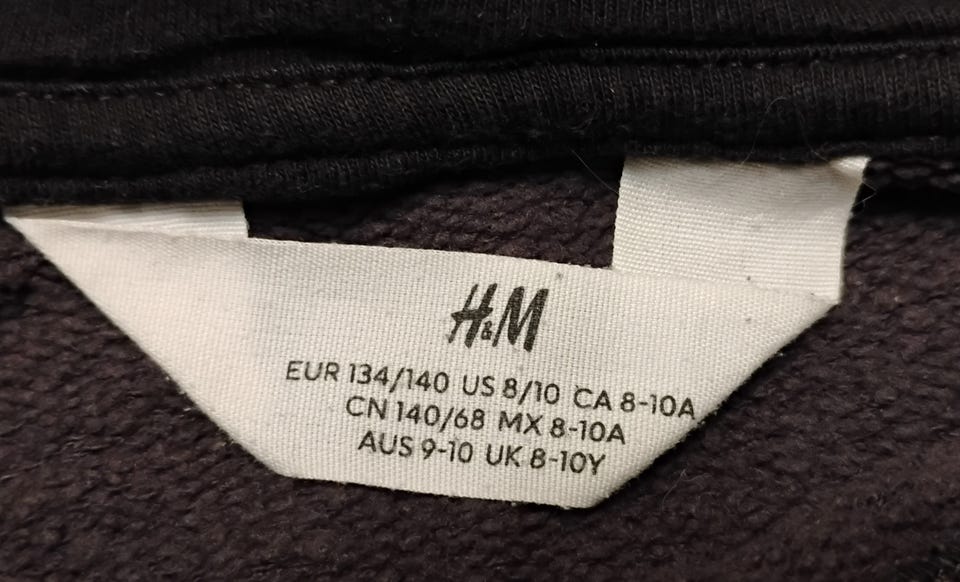 H&M
EUR 134/140 US 8/10 CA 8-10A
CN 140/68 MX 8-10A
AUS 9-10 UK 8-10Y